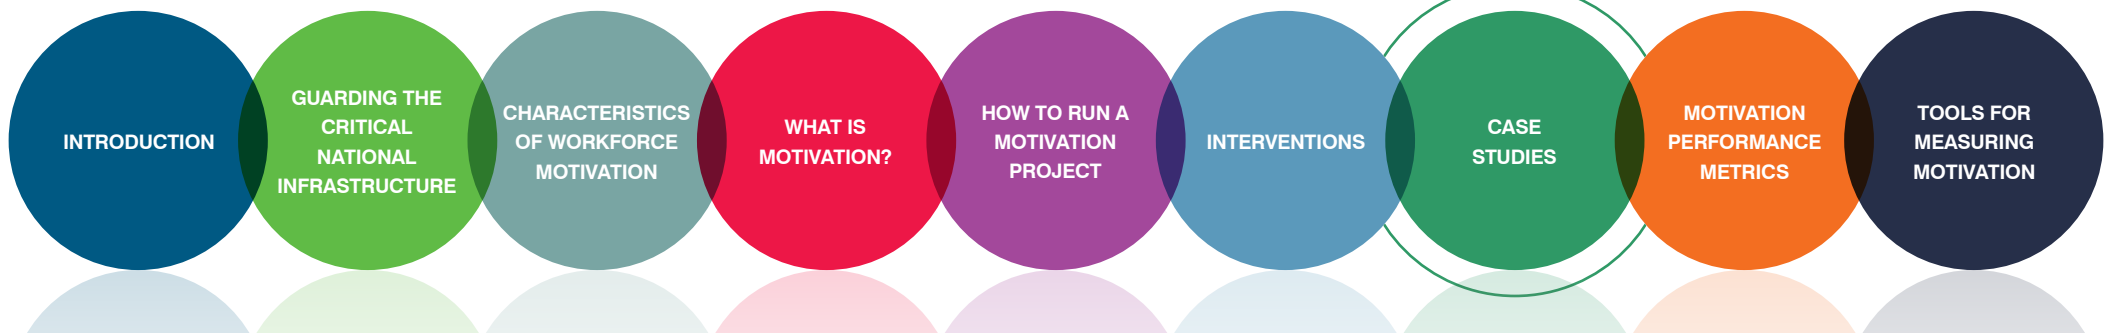 INTRODUCTION
GUARDING THE
CRITICAL
NATIONAL
INFRASTRUCTURE
CHARACTERISTICS
OF WORKFORCE
MOTIVATION
WHAT IS
MOTIVATION?
HOW TO RUN A
MOTIVATION
PROJECT
INTERVENTIONS
CASE
STUDIES
MOTIVATION
PERFORMANCE
METRICS
TOOLS FOR
MEASURING
MOTIVATION